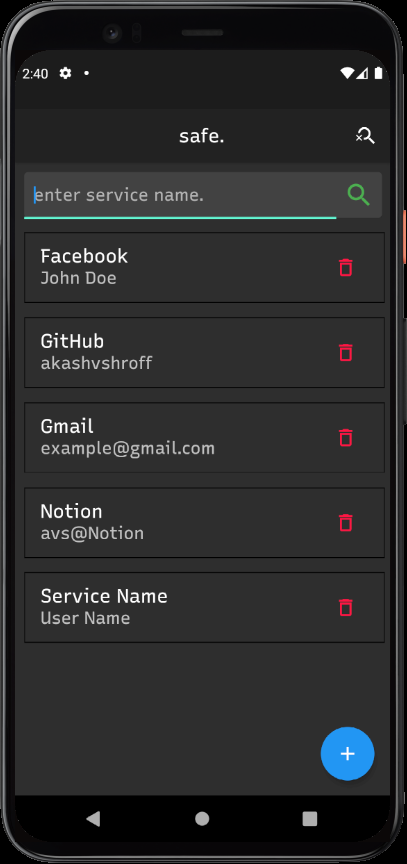 2:40
safe.
enter service name.
Facebook
John Doe
GitHub
akashvshroff
Gmail
example@gmail.com
Notion
avs@Notion
Service Name
User Name